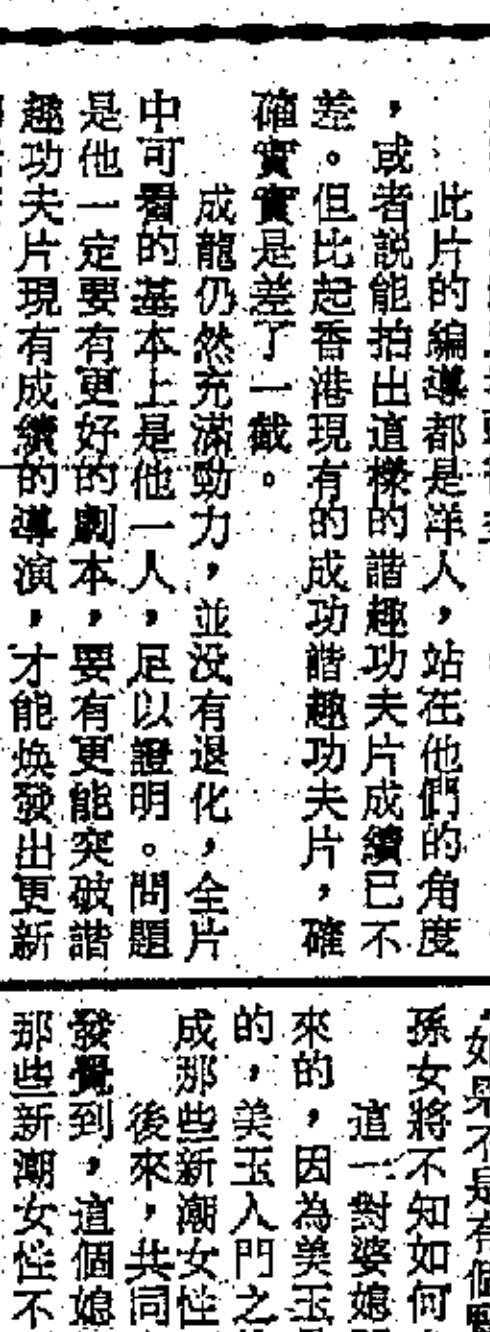 此片的編導都是洋人，站在他們的角度
，或者説能拍出這樣的諧趣功夫片成績已不
差。但比起香港現有的成功諧趣功夫片，確
確實實是差了一截。
成龍仍然充滿動力，並没有退化，全片
中可看的基本上是他一人，足以證明。問題
是他一定要有更好的劇本，要有更能突破諧
趣功夫片現有成績的導演，才能煥發出更新
如果不是有個
孫女將不知如何
這一對婆媳
來的，因為美玉
的，美玉入門之
成那些新潮女性
後來，共同
發覺到，這個媳
那些新潮女性不